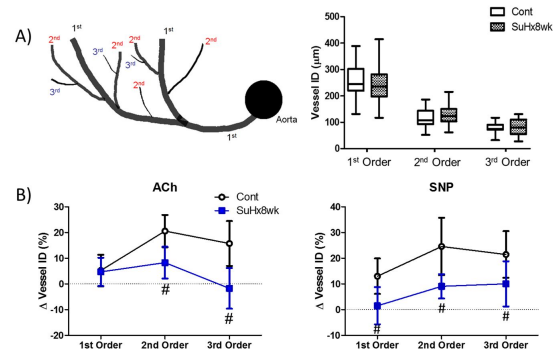 A)
1st
2nd
2nd
1st
2nd
3rd
2nd
3rd
2nd
1st
Aorta
Cont
SuHx8wk
Vessel ID (μm)
500
400
300
200
100
0
1st Order
2nd Order
3rd Order
B)
ACh
Cont
SuHx8wk
Δ Vessel ID (%)
30
20
10
0
-10
-20
#
#
1st Order
2nd Order
3rd Order
SNP
Δ Vessel ID (%)
40
30
20
10
0
-10
#
#
#
1st Order
2nd Order
3rd Order